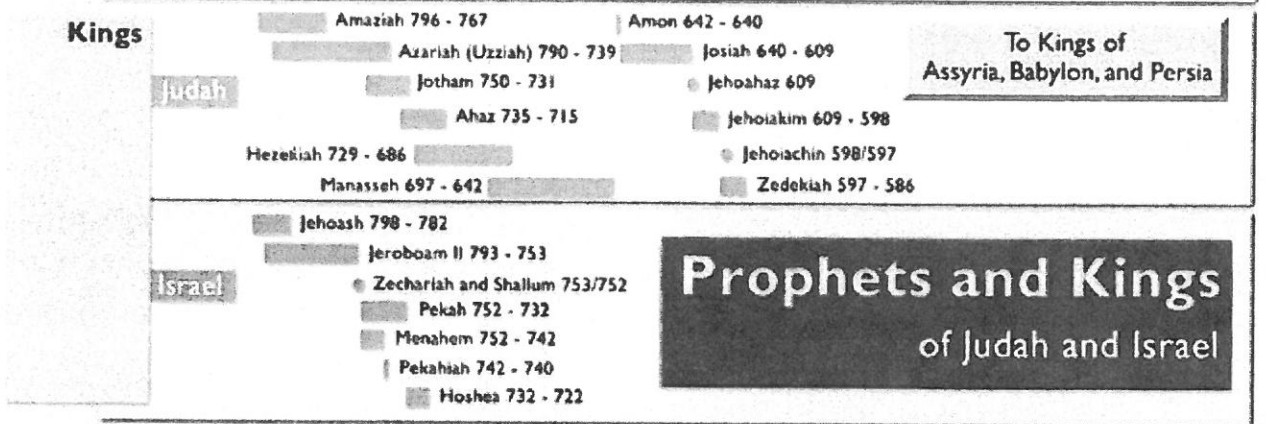 Kings
Judah
Amaziah 796 - 767
Azariah (Uzziah) 790 - 739
Jotham 750 - 731
Ahaz 735 - 715
Hezekiah 729 - 686
Manasseh 697 - 642
Amon 642 - 640
Josiah 640 - 609
Jehoahaz 609
Jehoiakim 609 - 598
Jehoiachin 598/597
Zedekiah 597 - 586
To Kings of
Assyria, Babylon, and Persia
Israel
Jehoash 798 - 782
Jeroboam II 793 - 753
Zechariah and Shallum 753/752
Pekah 752 - 732
Menahem 752 - 742
Pekahiah 742 - 740
Hoshea 732 - 722
Prophets and Kings
of Judah and Israel